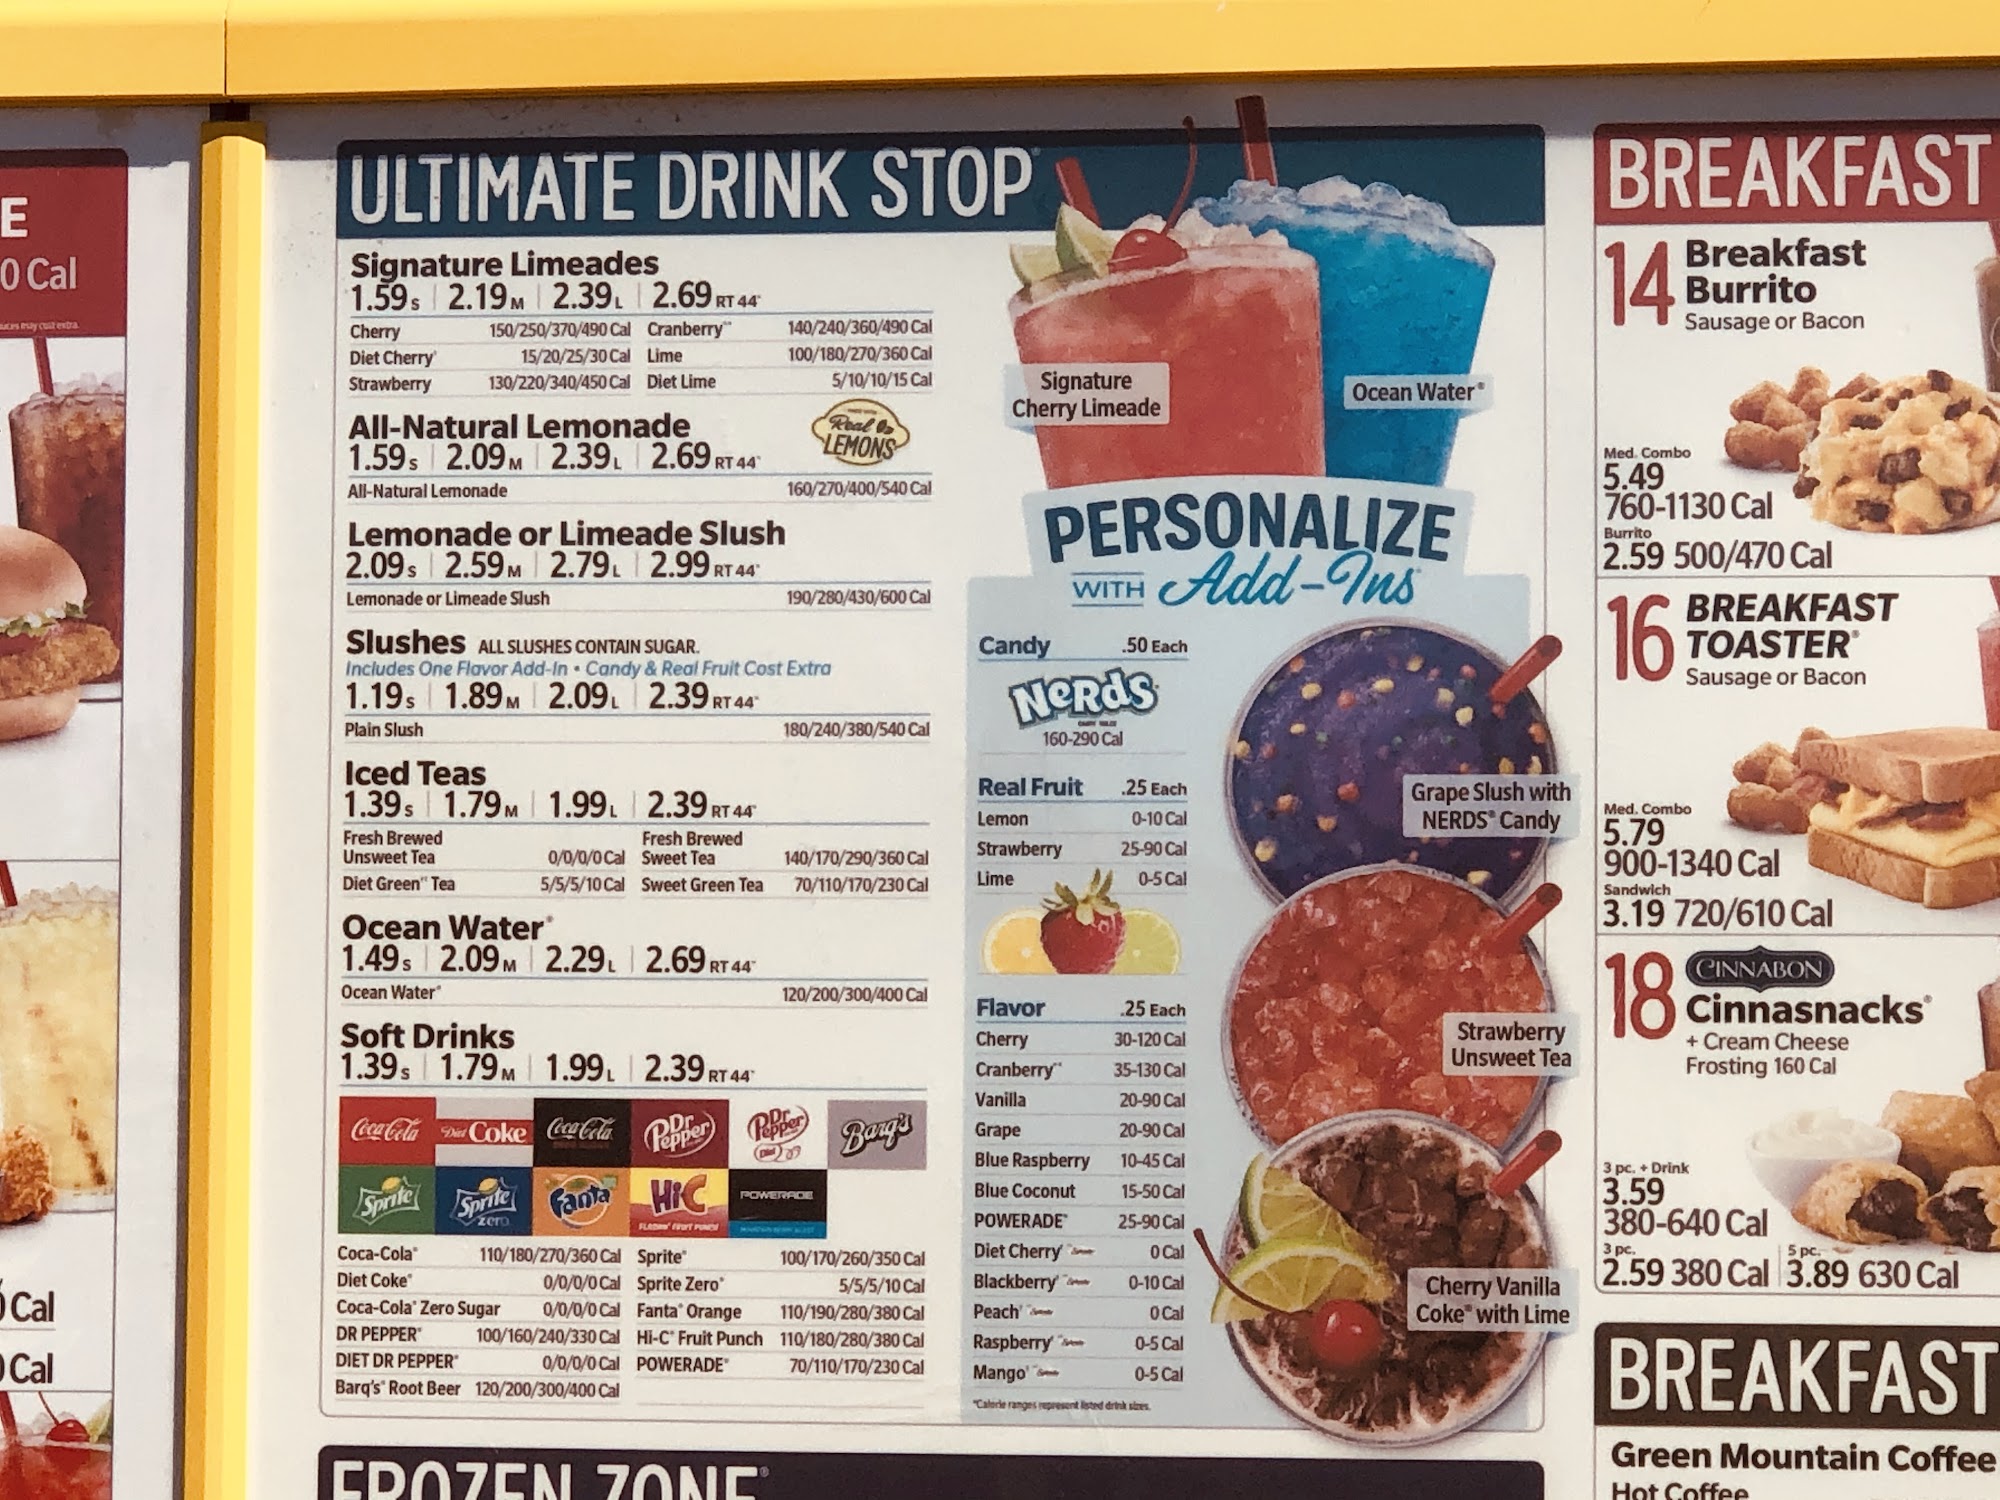 E
0 Cal
uces may cost extra.
0 Cal
0 Cal
ULTIMATE DRINK STOP®
Signature Limeades
1.59 S | 2.19 M | 2.39 L | 2.69 RT 44™
Cherry 150/250/370/490 Cal Cranberry 140/240/360/490 Cal
Diet Cherry 15/20/25/30 Cal Lime 100/180/270/360 Cal
Strawberry 130/220/340/450 Cal Diet Lime 5/10/10/15 Cal
All-Natural Lemonade
1.59 S | 2.09 M | 2.39 L | 2.69 RT 44™
Real
LEMONS
All-Natural Lemonade 160/270/400/540 Cal
Lemonade or Limeade Slush
2.09 S | 2.59 M | 2.79 L | 2.99 RT 44™
Lemonade or Limeade Slush 190/280/430/600 Cal
Slushes ALL SLUSHES CONTAIN SUGAR.
Includes One Flavor Add-In • Candy & Real Fruit Cost Extra
1.19 S | 1.89 M | 2.09 L | 2.39 RT 44™
Plain Slush 180/240/380/540 Cal
Iced Teas
1.39 S | 1.79 M | 1.99 L | 2.39 RT 44™
Fresh Brewed Fresh Brewed
Unsweet Tea 0/0/0/0 Cal Sweet Tea 140/170/290/360 Cal
Diet Green Tea 5/5/5/10 Cal Sweet Green Tea 70/110/170/230 Cal
Ocean Water®
1.49 S | 2.09 M | 2.29 L | 2.69 RT 44™
Ocean Water® 120/200/300/400 Cal
Soft Drinks
1.39 S | 1.79 M | 1.99 L | 2.39 RT 44™
Coca-Cola Diet Coke Coca-Cola Dr Pepper Dr Pepper Diet Barq's
Sprite Sprite zero Fanta Hi-C FLASHIN' FRUIT PUNCH POWERADE
Coca-Cola® 110/180/270/360 Cal Sprite® 100/170/260/350 Cal
Diet Coke® 0/0/0/0 Cal Sprite Zero® 5/5/5/10 Cal
Coca-Cola® Zero Sugar 0/0/0/0 Cal Fanta® Orange 110/190/280/380 Cal
DR PEPPER® 100/160/240/330 Cal Hi-C® Fruit Punch 110/180/280/380 Cal
DIET DR PEPPER® 0/0/0/0 Cal POWERADE® 70/110/170/230 Cal
Barq's® Root Beer 120/200/300/400 Cal
Signature
Cherry Limeade
Ocean Water®
PERSONALIZE
WITH Add-Ins
Candy .50 Each
NeRdS
160-290 Cal
Real Fruit .25 Each
Lemon 0-10 Cal
Strawberry 25-90 Cal
Lime 0-5 Cal
Flavor .25 Each
Cherry 30-120 Cal
Cranberry 35-130 Cal
Vanilla 20-90 Cal
Grape 20-90 Cal
Blue Raspberry 10-45 Cal
Blue Coconut 15-50 Cal
POWERADE® 25-90 Cal
Diet Cherry 0 Cal
Blackberry 0-10 Cal
Peach 0 Cal
Raspberry 0-5 Cal
Mango 0-5 Cal
*Calorie ranges represent listed drink sizes.
Grape Slush with
NERDS® Candy
Strawberry
Unsweet Tea
Cherry Vanilla
Coke® with Lime
FROZEN ZONE®
BREAKFAST
14 Breakfast
Burrito
Sausage or Bacon
Med. Combo
5.49
760-1130 Cal
Burrito
2.59 500/470 Cal
16 BREAKFAST
TOASTER®
Sausage or Bacon
Med. Combo
5.79
900-1340 Cal
Sandwich
3.19 720/610 Cal
18 CINNABON
Cinnasnacks®
+ Cream Cheese
Frosting 160 Cal
3 pc. + Drink
3.59
380-640 Cal
3 pc. 5 pc.
2.59 380 Cal | 3.89 630 Cal
BREAKFAST
Green Mountain Coffee
Hot Coffee